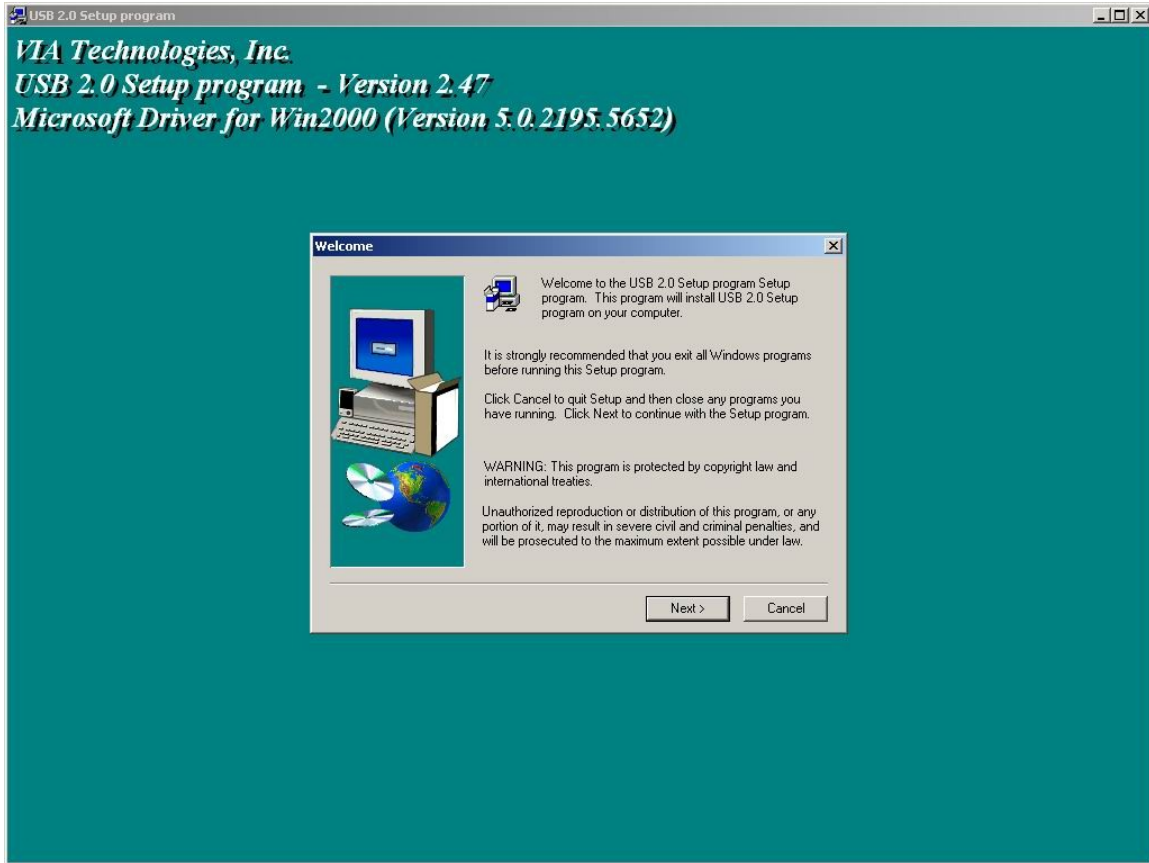 USB 2.0 Setup program
VIA Technologies, Inc.
USB 2.0 Setup program - Version 2.47
Microsoft Driver for Win2000 (Version 5.0.2195.5652)
Welcome
Welcome to the USB 2.0 Setup program Setup
program. This program will install USB 2.0 Setup
program on your computer.
It is strongly recommended that you exit all Windows programs
before running this Setup program.
Click Cancel to quit Setup and then close any programs you
have running. Click Next to continue with the Setup program.
WARNING: This program is protected by copyright law and
international treaties.
Unauthorized reproduction or distribution of this program, or any
portion of it, may result in severe civil and criminal penalties, and
will be prosecuted to the maximum extent possible under law.
Next >
Cancel